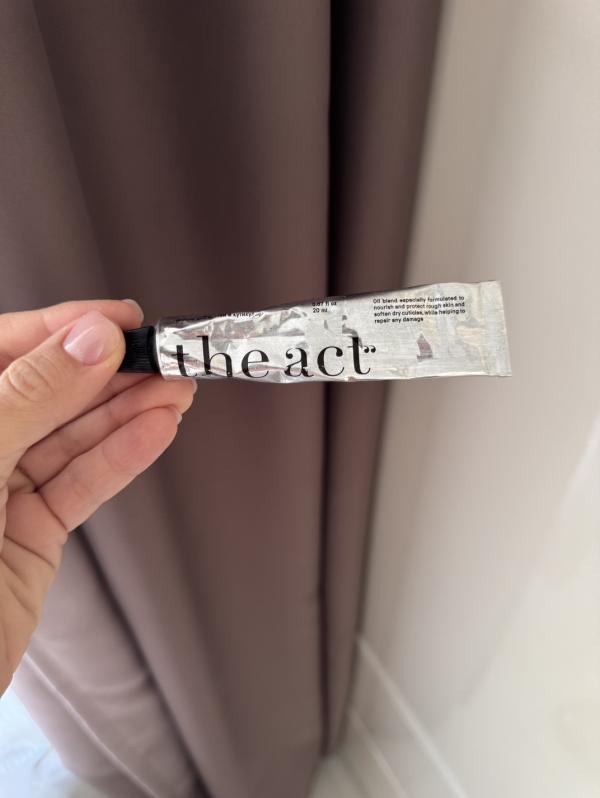 0.67 fl oz
20 ml
Oil blend especially formulated to
nourish and protect rough skin and
soften dry cuticles, while helping to
repair any damage
the act